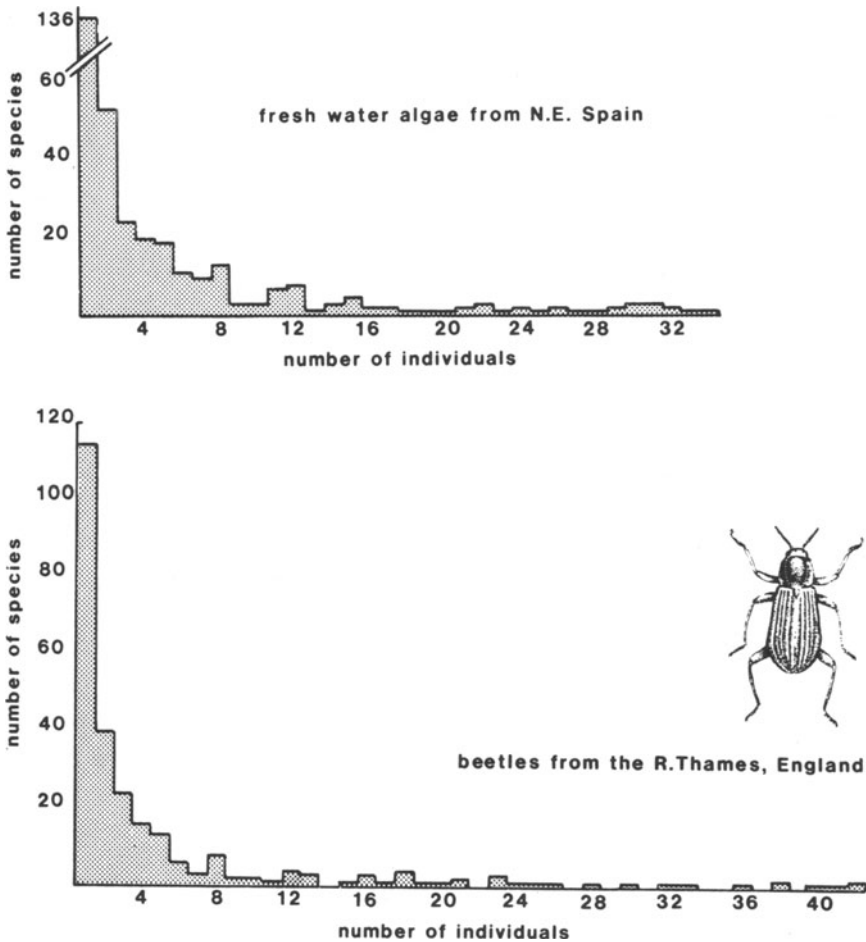 136
60
40
20
number of species
fresh water algae from N.E. Spain
4 8 12 16 20 24 28 32
number of individuals
120
100
80
60
40
20
number of species
beetles from the R.Thames, England
4 8 12 16 20 24 28 32 36 40
number of individuals